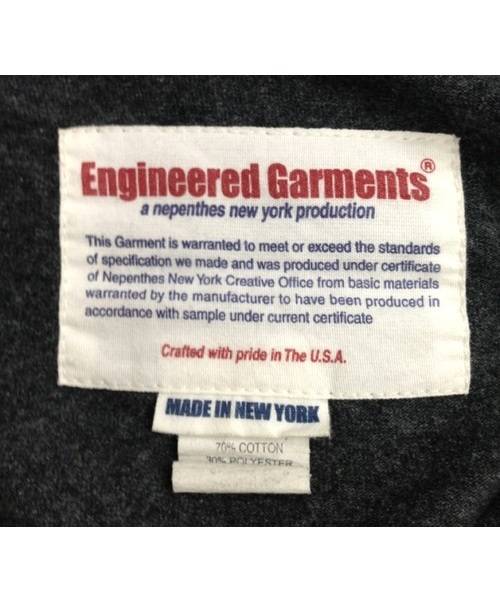 Engineered Garments®
a nepenthes new york production
This Garment is warranted to meet or exceed the standards
of specification we made and was produced under certificate
of Nepenthes New York Creative Office from basic materials
warranted by the manufacturer to have been produced in
accordance with sample under current certificate
Crafted with pride in The U.S.A.
MADE IN NEW YORK
70% COTTON
30% POLYESTER